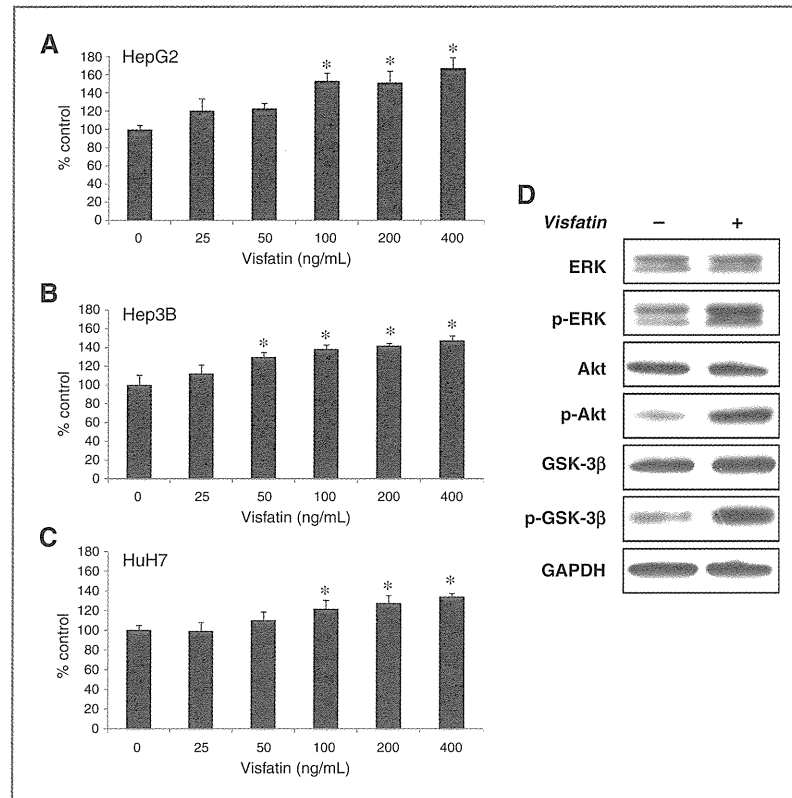 A
HepG2
% control
180
160
140
120
100
80
60
40
20
0
* * *
0 25 50 100 200 400
Visfatin (ng/mL)
B
Hep3B
% control
180
160
140
120
100
80
60
40
20
0
* * * *
0 25 50 100 200 400
Visfatin (ng/mL)
C
HuH7
% control
180
160
140
120
100
80
60
40
20
0
* * *
0 25 50 100 200 400
Visfatin (ng/mL)
D
Visfatin − +
ERK
p-ERK
Akt
p-Akt
GSK-3β
p-GSK-3β
GAPDH